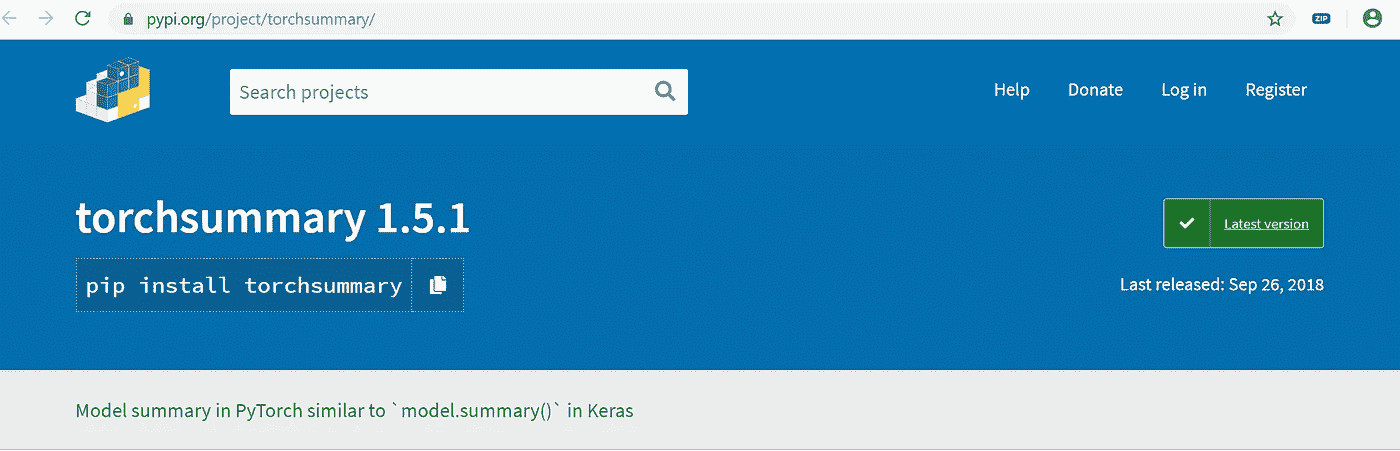 pypi.org/project/torchsummary/
ZIP
Search projects
Help Donate Log in Register
torchsummary 1.5.1
Latest version
pip install torchsummary
Last released: Sep 26, 2018
Model summary in PyTorch similar to `model.summary()` in Keras